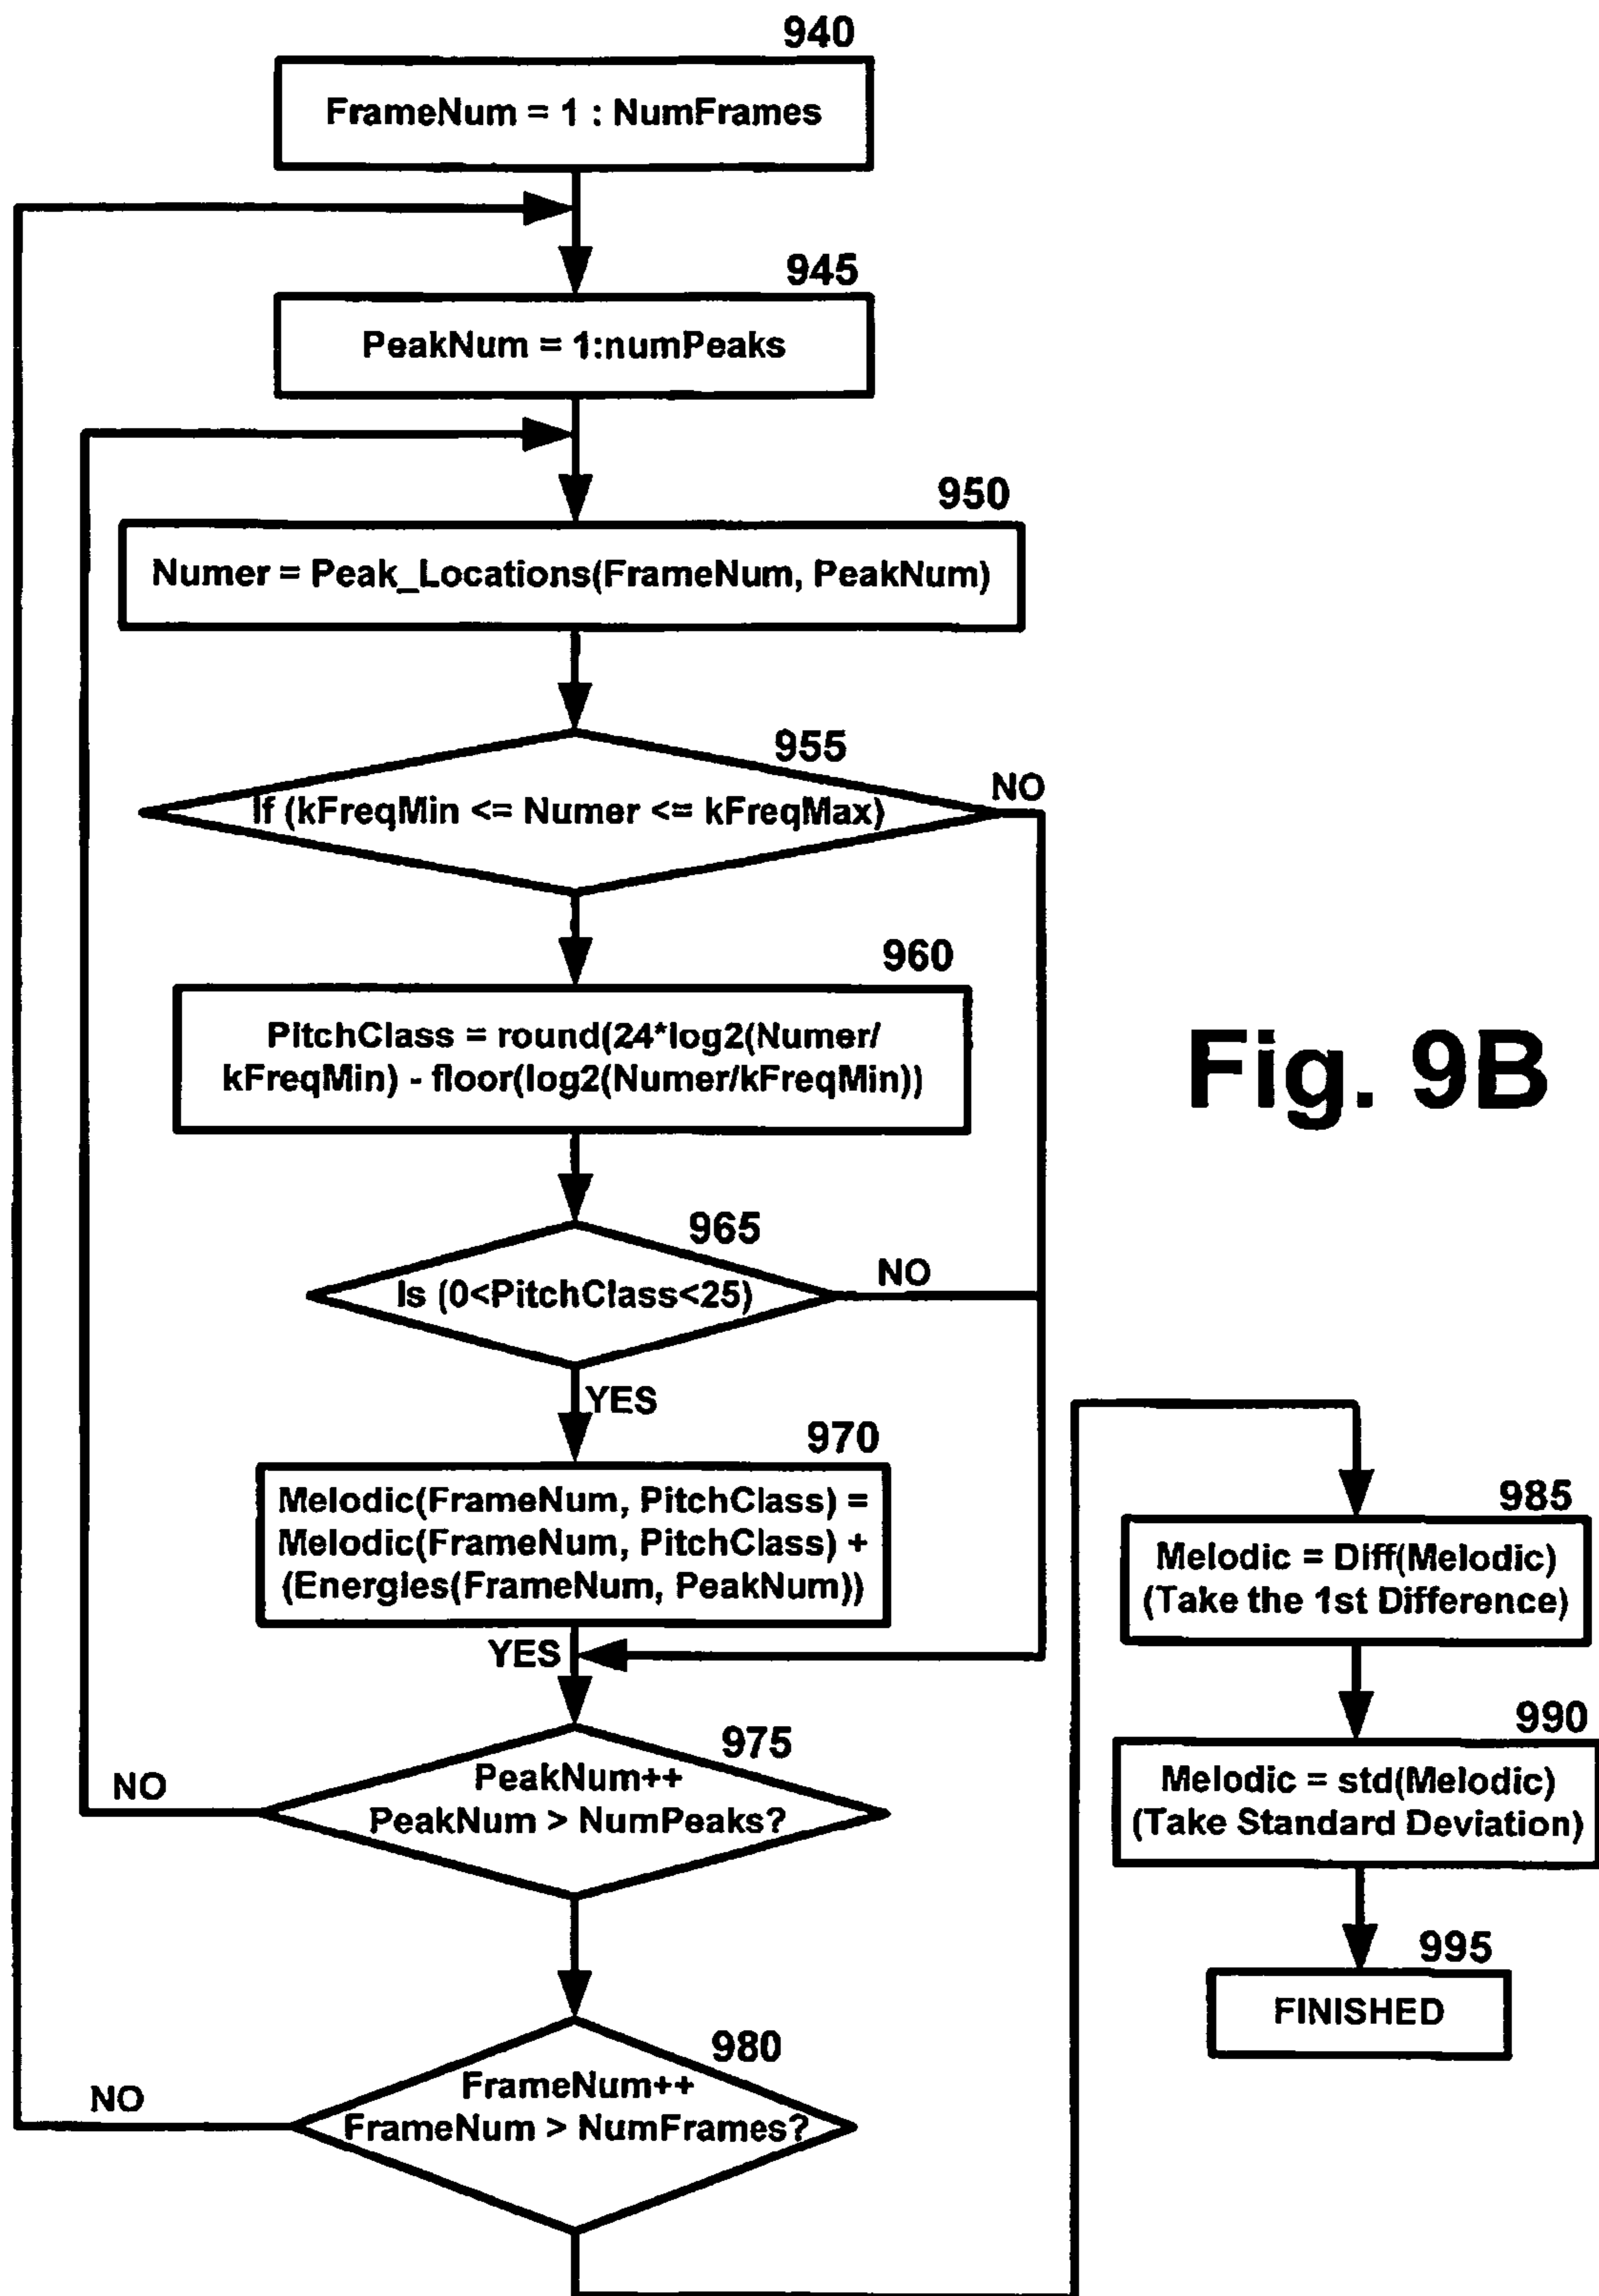 940
FrameNum = 1 : NumFrames
945
PeakNum = 1:numPeaks
950
Numer = Peak_Locations(FrameNum, PeakNum)
955
If (kFreqMin <= Numer <= kFreqMax)
NO
960
PitchClass = round(24*log2(Numer/
kFreqMin) - floor(log2(Numer/kFreqMin))
965
Is (0<PitchClass<25)
NO
YES
970
Melodic(FrameNum, PitchClass) =
Melodic(FrameNum, PitchClass) +
(Energies(FrameNum, PeakNum))
YES
975
PeakNum++
PeakNum > NumPeaks?
NO
980
FrameNum++
FrameNum > NumFrames?
NO
985
Melodic = Diff(Melodic)
(Take the 1st Difference)
990
Melodic = std(Melodic)
(Take Standard Deviation)
995
FINISHED
Fig. 9B